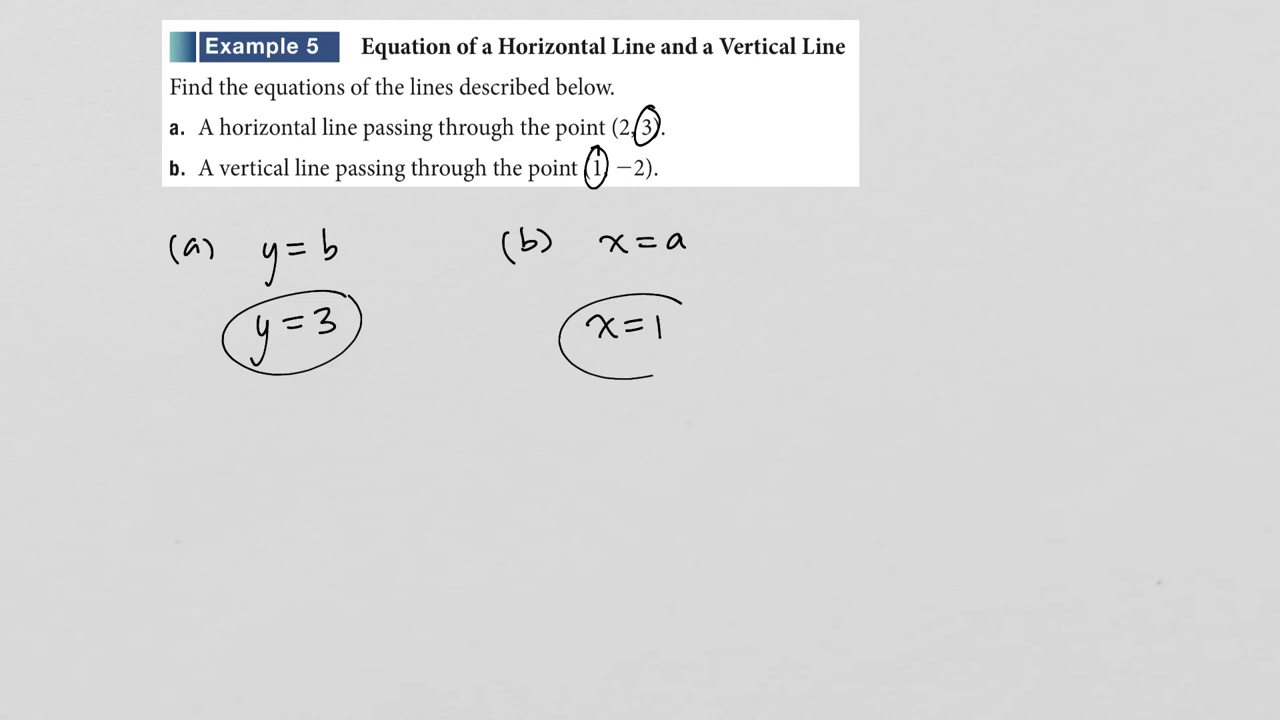 Example 5 Equation of a Horizontal Line and a Vertical Line
Find the equations of the lines described below.
a. A horizontal line passing through the point (2, 3).
b. A vertical line passing through the point (1, −2).
(a) y = b (b) x = a
y = 3 x = 1